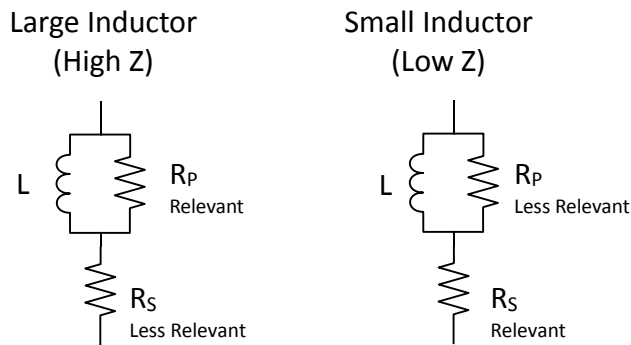 Large Inductor
(High Z)
L
RP
Relevant
RS
Less Relevant
Small Inductor
(Low Z)
L
RP
Less Relevant
RS
Relevant